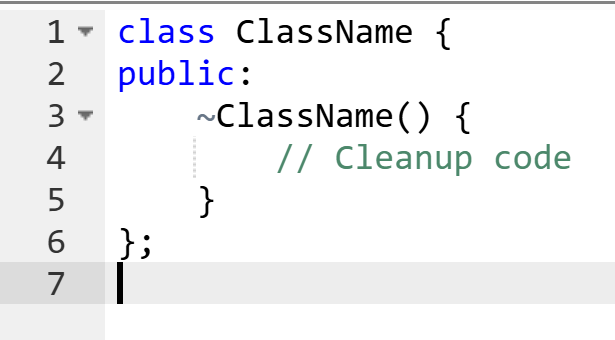 1 class ClassName {
2 public:
3     ~ClassName() {
4         // Cleanup code
5     }
6 };
7